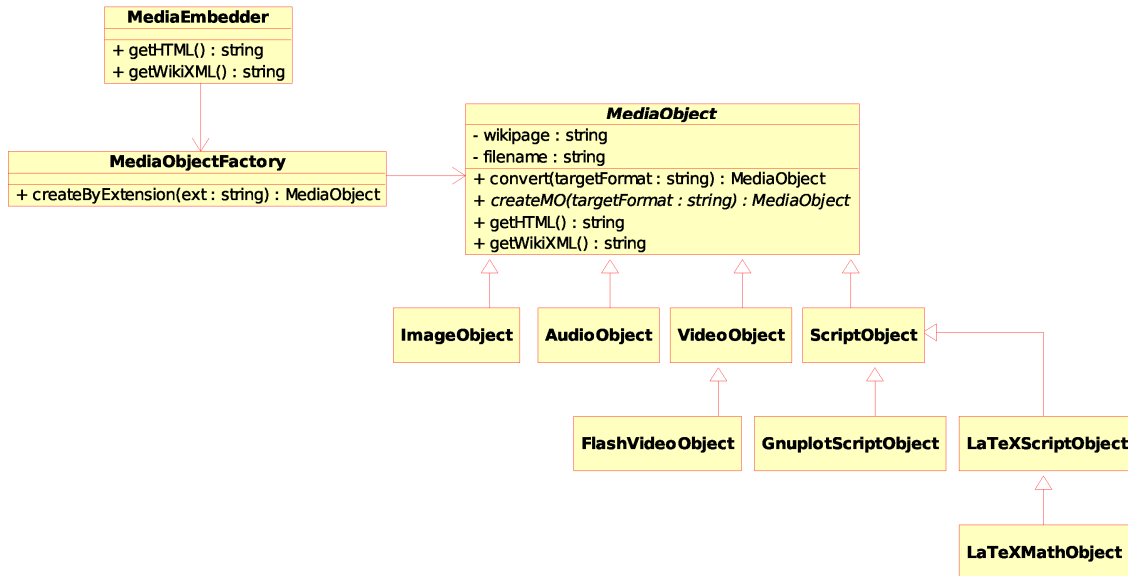 MediaEmbedder
+ getHTML() : string
+ getWikiXML() : string
MediaObject
- wikipage : string
- filename : string
+ convert(targetFormat : string) : MediaObject
+ createMO(targetFormat : string) : MediaObject
+ getHTML() : string
+ getWikiXML() : string
MediaObjectFactory
+ createByExtension(ext : string) : MediaObject
ImageObject
AudioObject
VideoObject
ScriptObject
FlashVideoObject
GnuplotScriptObject
LaTeXScriptObject
LaTeXMathObject